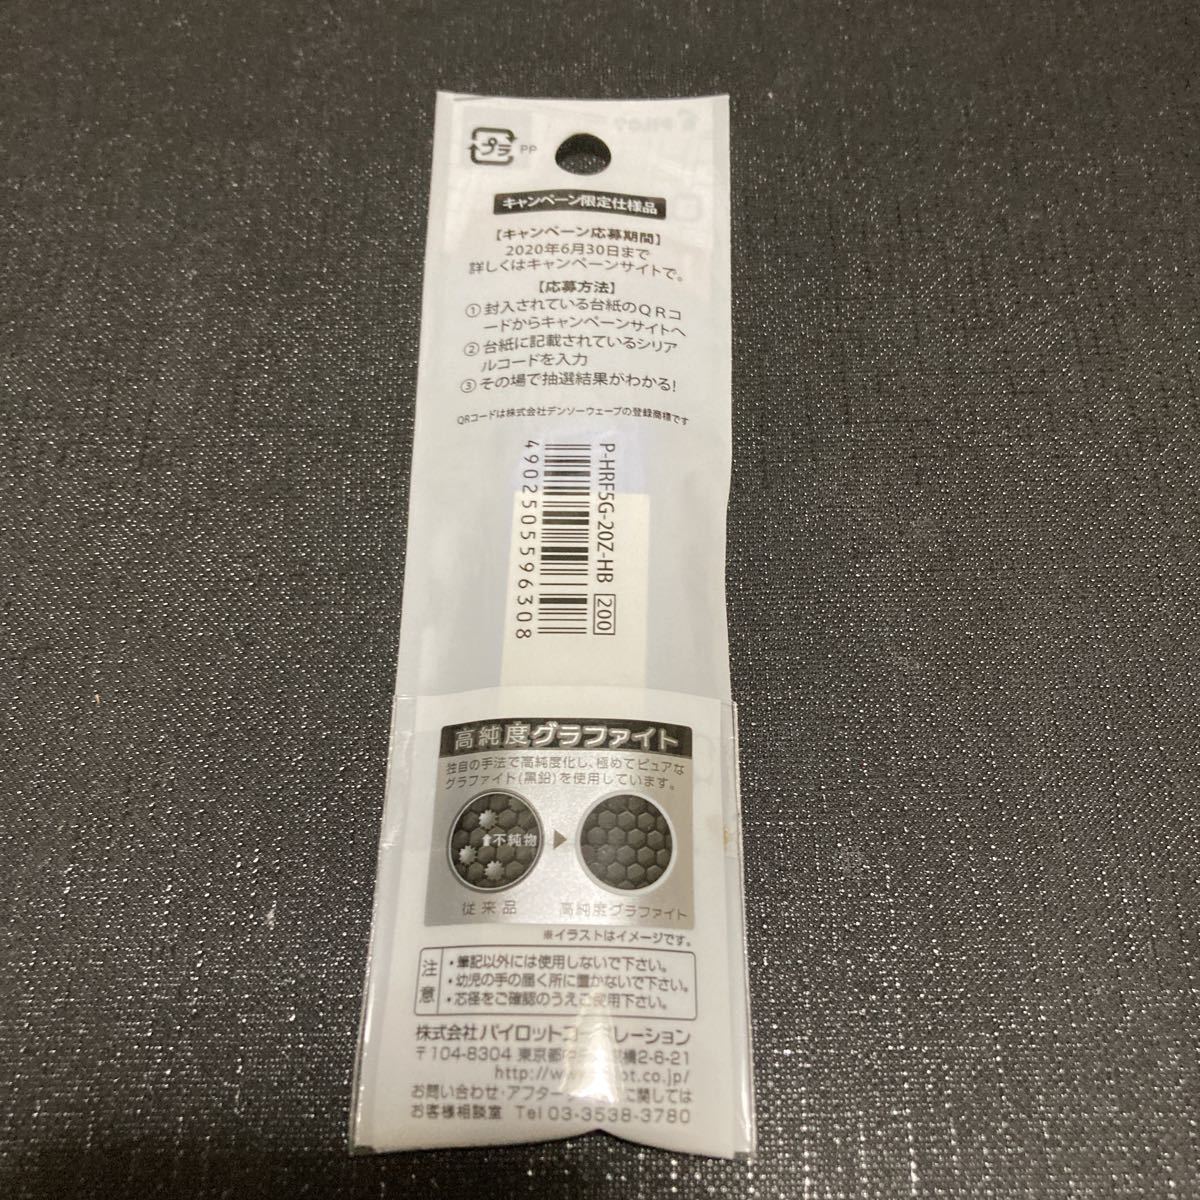 プラ PP
PILOT
キャンペーン限定仕様品
【キャンペーン応募期間】
2020年6月30日まで
詳しくはキャンペーンサイトで。
【応募方法】
①封入されている台紙のQRコ
ードからキャンペーンサイトへ
②台紙に記載されているシリア
ルコードを入力
③その場で抽選結果がわかる!
QRコードは株式会社デンソーウェーブの登録商標です
P-HRF5G-20Z-HB 200
4902505596308
高純度グラファイト
独自の手法で高純度化し、極めてピュアな
グラファイト(黒鉛)を使用しています。
不純物
従来品 高純度グラファイト
※イラストはイメージです。
注意
・筆記以外には使用しないで下さい。
・幼児の手の届く所に置かないで下さい。
・芯径をご確認のうえご使用下さい。
株式会社パイロットコーポレーション
〒104-8304 東京都中 橋2-6-21
http://www. ot.co.jp/
お問い合わせ・アフター に関しては
お客様相談室 Tel 03-3538-3780